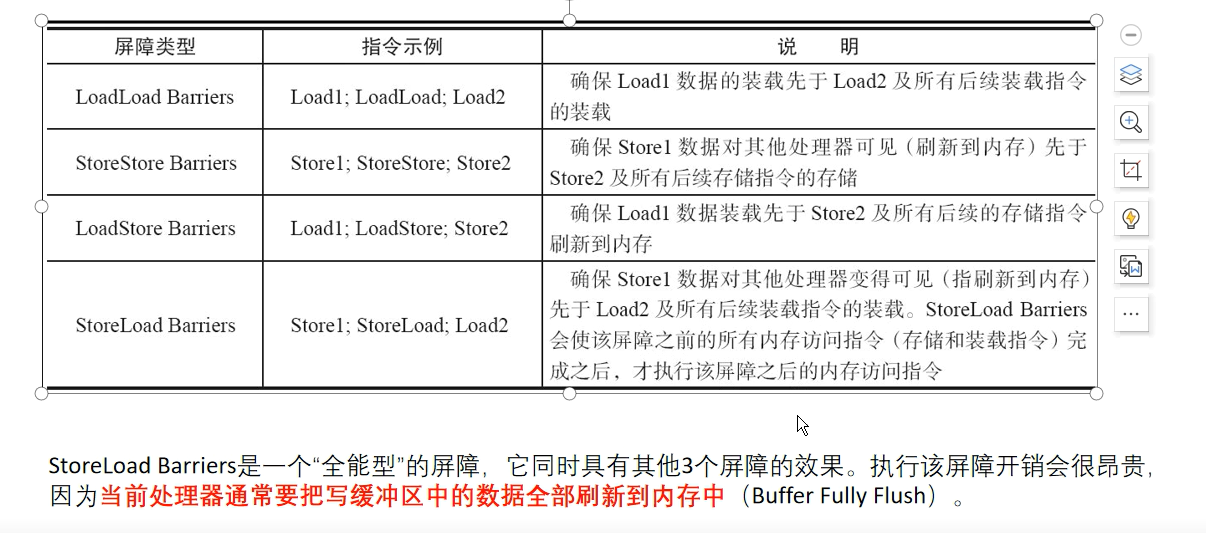 屏障类型 指令示例 说 明
LoadLoad Barriers Load1; LoadLoad; Load2 确保 Load1 数据的装载先于 Load2 及所有后续装载指令
的装载
StoreStore Barriers Store1; StoreStore; Store2 确保 Store1 数据对其他处理器可见（刷新到内存）先于
Store2 及所有后续存储指令的存储
LoadStore Barriers Load1; LoadStore; Store2 确保 Load1 数据装载先于 Store2 及所有后续的存储指令
刷新到内存
StoreLoad Barriers Store1; StoreLoad; Load2 确保 Store1 数据对其他处理器变得可见（指刷新到内存）
先于 Load2 及所有后续装载指令的装载。StoreLoad Barriers
会使该屏障之前的所有内存访问指令（存储和装载指令）完
成之后，才执行该屏障之后的内存访问指令
StoreLoad Barriers是一个“全能型”的屏障，它同时具有其他3个屏障的效果。执行该屏障开销会很昂贵，
因为当前处理器通常要把写缓冲区中的数据全部刷新到内存中（Buffer Fully Flush）。